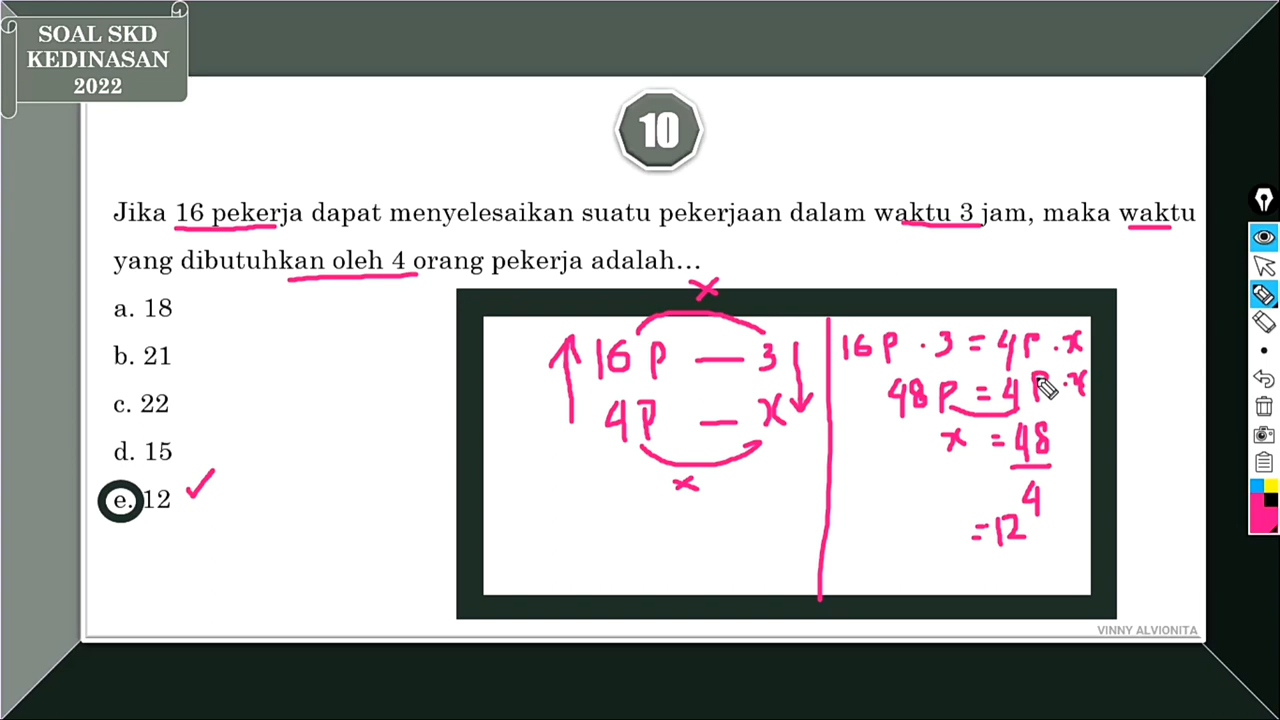 SOAL SKD
KEDINASAN
2022
10
Jika 16 pekerja dapat menyelesaikan suatu pekerjaan dalam waktu 3 jam, maka waktu
yang dibutuhkan oleh 4 orang pekerja adalah...
a. 18
b. 21
c. 22
d. 15
e. 12
x
16 P — 3
4P — x
x
16 P · 3 = 4P · x
48 P = 4 P · x
x = 48
4
= 12
VINNY ALVIONITA